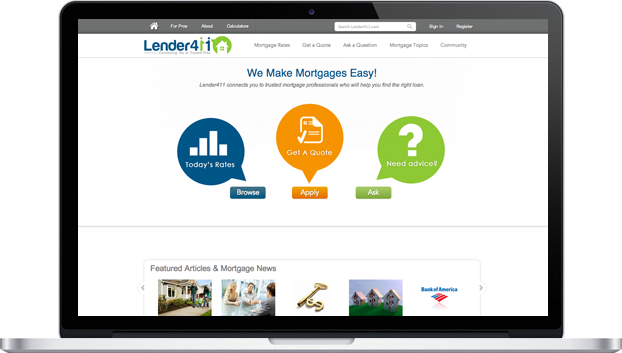 For Pros About Calculators Search Lender411.com Sign In Register
Lender411
Mortgage Rates Get a Quote Ask a Question Mortgage Topics Community
We Make Mortgages Easy!
Lender411 connects you to trusted mortgage professionals who will help you find the right loan.
Today's Rates Get A Quote Need advice?
Browse Apply Ask
Featured Articles & Mortgage News
Bank of America